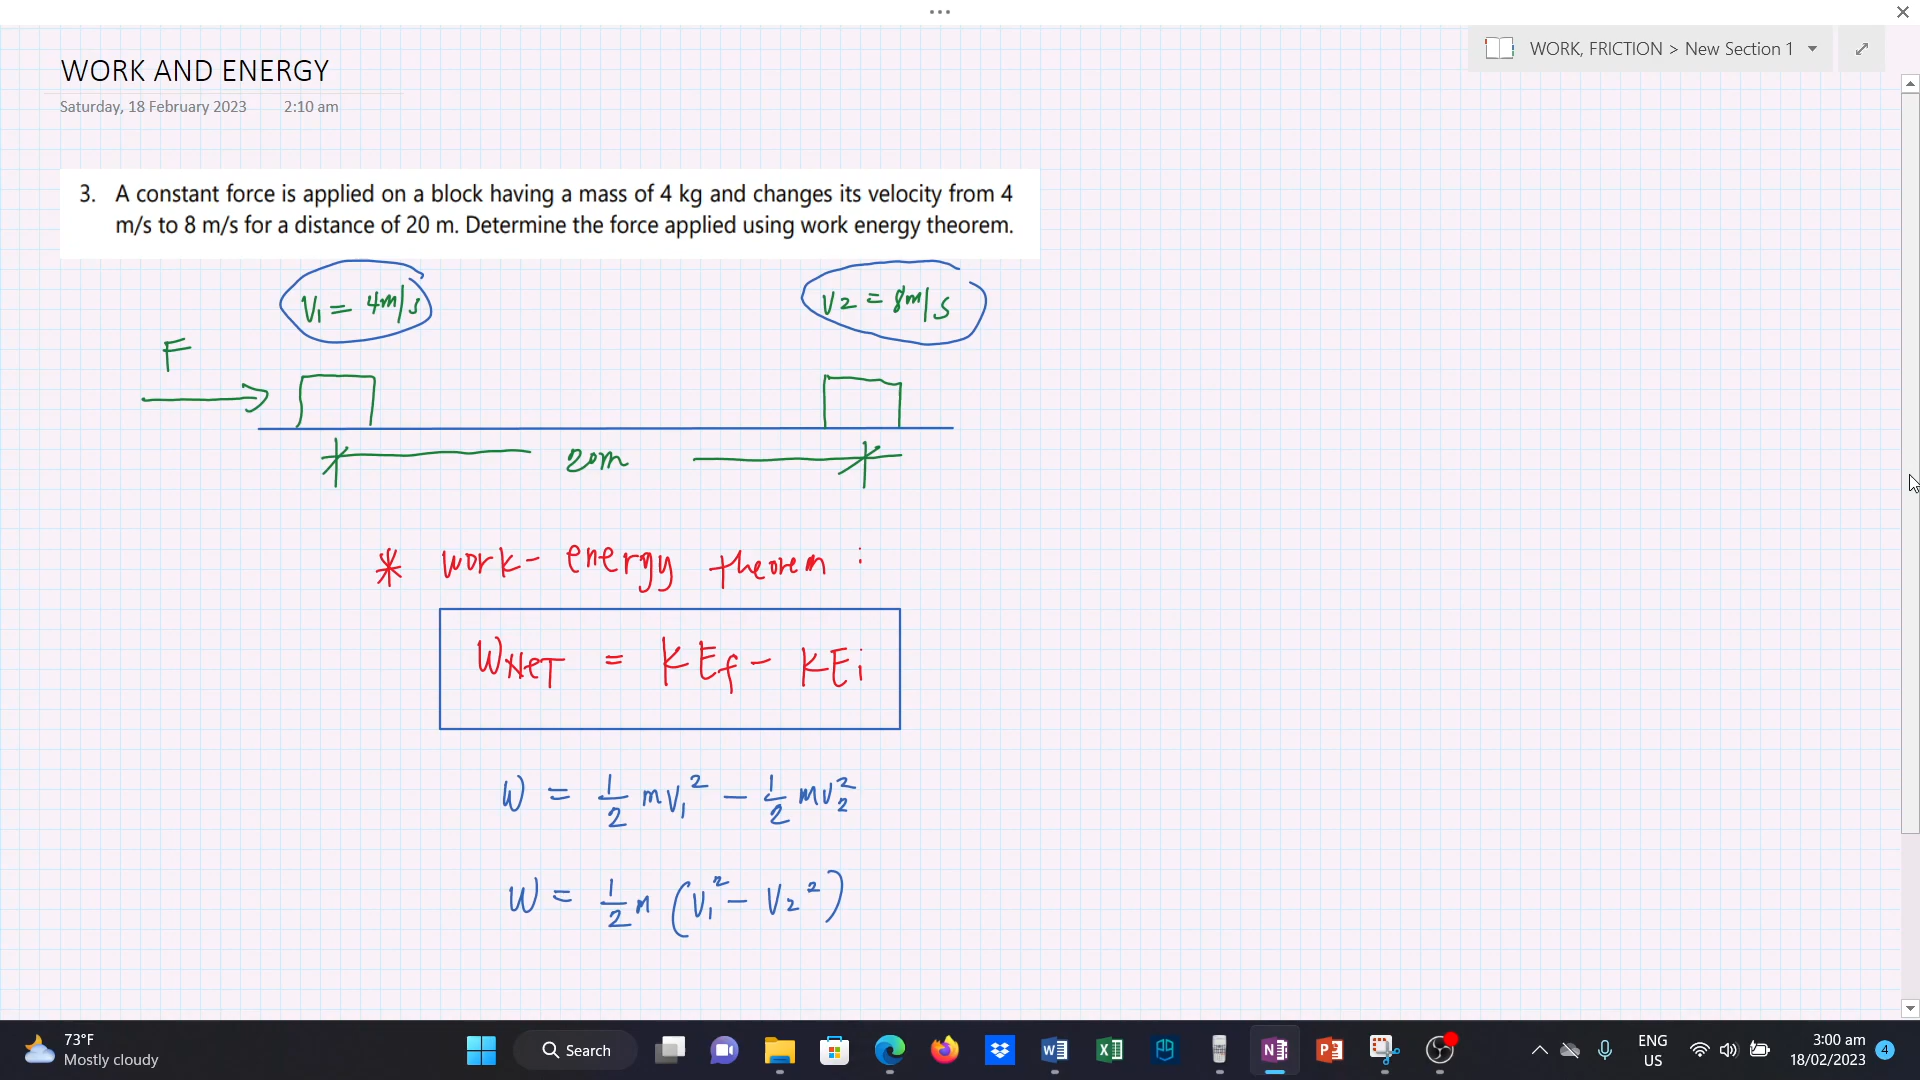 WORK, FRICTION > New Section 1
WORK AND ENERGY
Saturday, 18 February 2023 2:10 am
3. A constant force is applied on a block having a mass of 4 kg and changes its velocity from 4
m/s to 8 m/s for a distance of 20 m. Determine the force applied using work energy theorem.
V₁ = 4m/s
V2 = 8m/s
F
20m
* work-energy theorem :
WNET = KEf - KEi
W = 1/2 mV₁² - 1/2 mV₂²
W = 1/2 m (V₁² - V2²)
73°F
Mostly cloudy
Search
ENG
US
3:00 am
18/02/2023
4